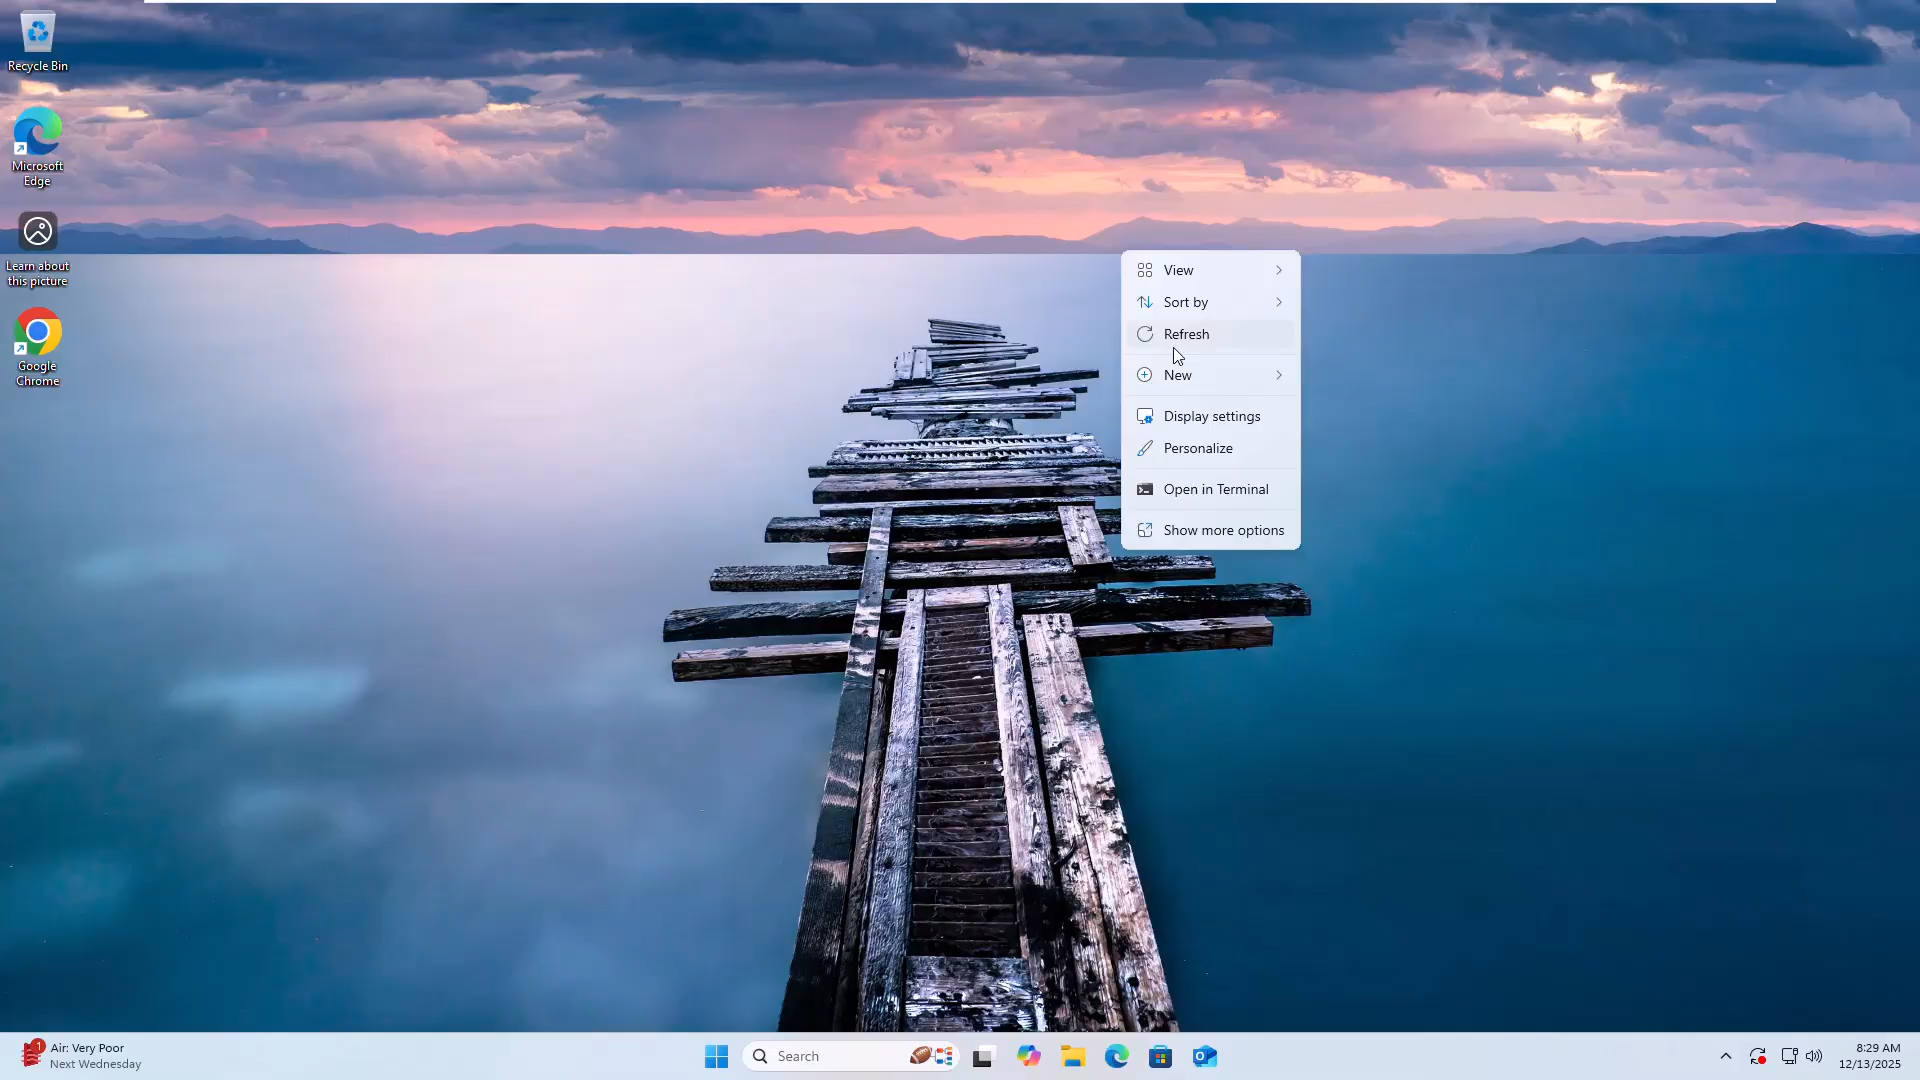 Recycle Bin
Microsoft
Edge
Learn about
this picture
Google
Chrome
View
Sort by
Refresh
New
Display settings
Personalize
Open in Terminal
Show more options
1
Air: Very Poor
Next Wednesday
Search
8:29 AM
12/13/2025